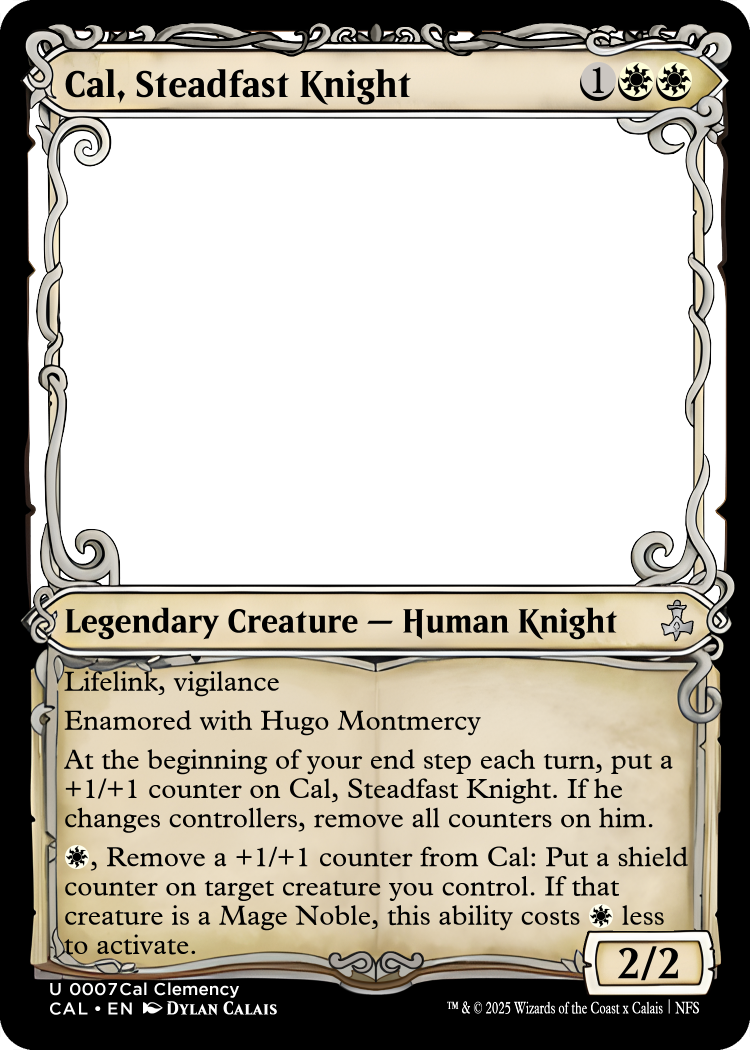 Cal, Steadfast Knight 1
Legendary Creature — Human Knight
Lifelink, vigilance
Enamored with Hugo Montmercy
At the beginning of your end step each turn, put a
+1/+1 counter on Cal, Steadfast Knight. If he
changes controllers, remove all counters on him.
, Remove a +1/+1 counter from Cal: Put a shield
counter on target creature you control. If that
creature is a Mage Noble, this ability costs less
to activate.
2/2
U 0007Cal Clemency
CAL • EN DYLAN CALAIS
™ & © 2025 Wizards of the Coast x Calais | NFS